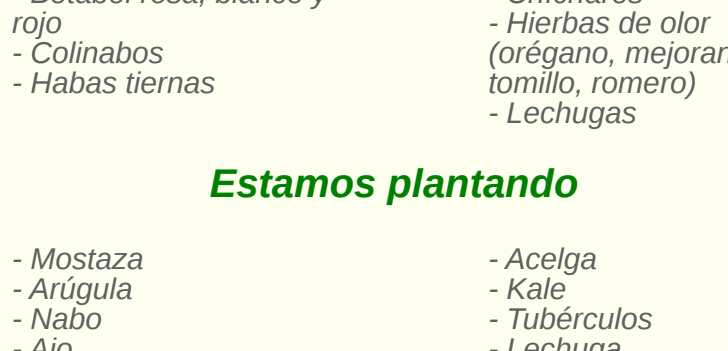 rojo
- Colinabos
- Habas tiernas
- Hierbas de olor
(orégano, mejoran
tomillo, romero)
- Lechugas
Estamos plantando
- Mostaza
- Arúgula
- Nabo
- Ajo
- Acelga
- Kale
- Tubérculos
- Lechuga